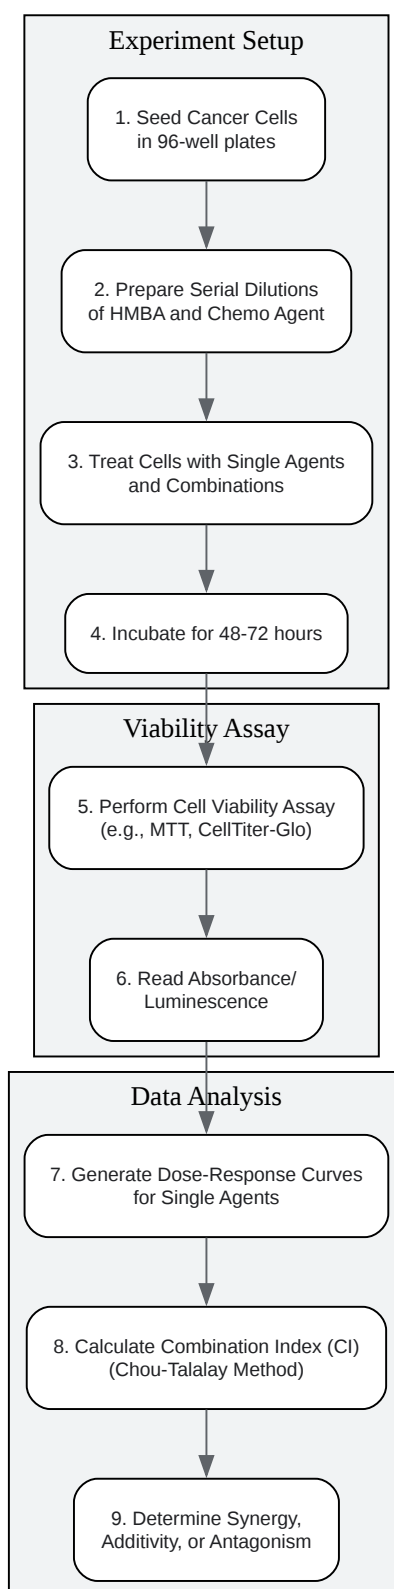 Experiment Setup
1. Seed Cancer Cells
in 96-well plates
2. Prepare Serial Dilutions
of HMBA and Chemo Agent
3. Treat Cells with Single Agents
and Combinations
4. Incubate for 48-72 hours
Viability Assay
5. Perform Cell Viability Assay
(e.g., MTT, CellTiter-Glo)
6. Read Absorbance/
Luminescence
Data Analysis
7. Generate Dose-Response Curves
for Single Agents
8. Calculate Combination Index (CI)
(Chou-Talalay Method)
9. Determine Synergy,
Additivity, or Antagonism